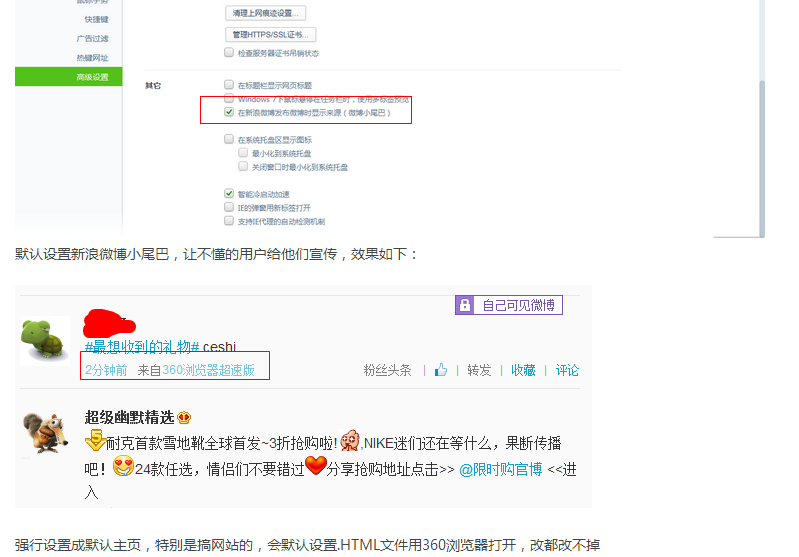 快捷键
广告过滤
热键网址
高级设置
清理上网痕迹设置...
管理HTTPS/SSL证书...
检查服务器证书吊销状态
其它
在标题栏显示网页标题
Windows 7下鼠标悬停在任务栏时，使用多标签预览
在新浪微博发布微博时显示来源（微博小尾巴）
在系统托盘区显示图标
最小化到系统托盘
关闭窗口时最小化到系统托盘
智能冷启动加速
IE的弹窗用新标签打开
支持IE代理的自动检测机制
默认设置新浪微博小尾巴，让不懂的用户给他们宣传，效果如下：
自己可见微博
#最想收到的礼物# ceshi
2分钟前 来自360浏览器超速版
粉丝头条 | | 转发 | 收藏 | 评论
超级幽默精选
耐克首款雪地靴全球首发~3折抢购啦! ,NIKE迷们还在等什么，果断传播
吧! 24款任选，情侣们不要错过 分享抢购地址点击>> @限时购官博 <<进
入
强行设置成默认主页，特别是搞网站的，会默认设置.HTML文件用360浏览器打开，改都改不掉